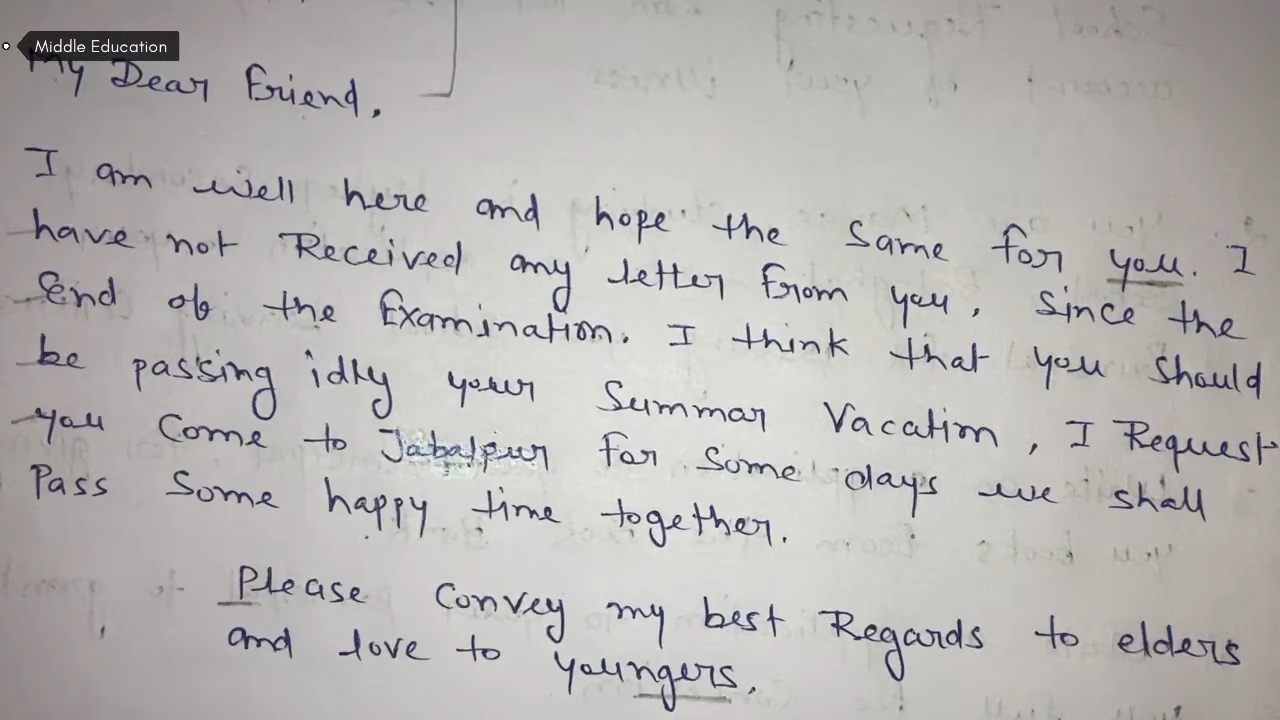 Middle Education
My Dear Friend,
I am well here and hope the same for you. I
have not Received any letter from you, Since the
End of the Examination. I think that you should
be passing idly your Summar Vacation, I Request
you Come to Jabalpur for some days we shall
Pass some happy time together.
Please Convey my best Regards to elders
and love to youngers.